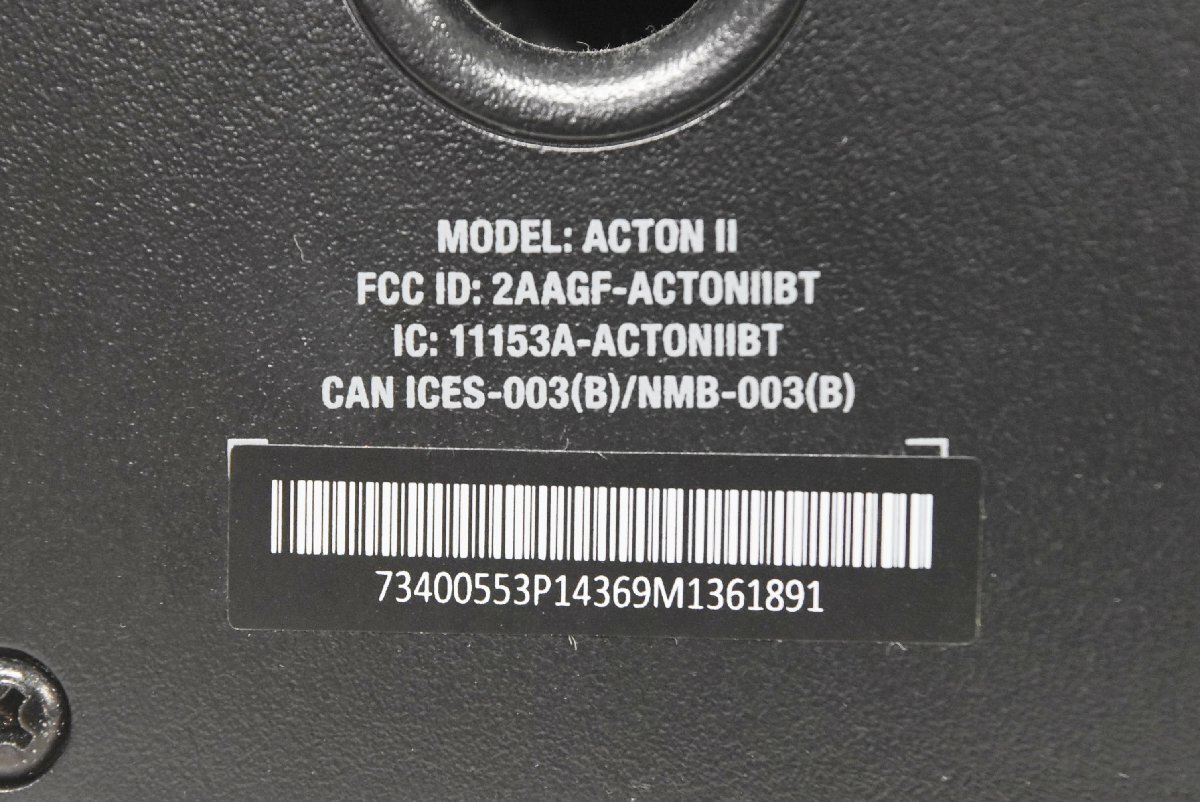 MODEL: ACTON II
FCC ID: 2AAGF-ACTONIIBT
IC: 11153A-ACTONIIBT
CAN ICES-003(B)/NMB-003(B)
73400553P14369M1361891